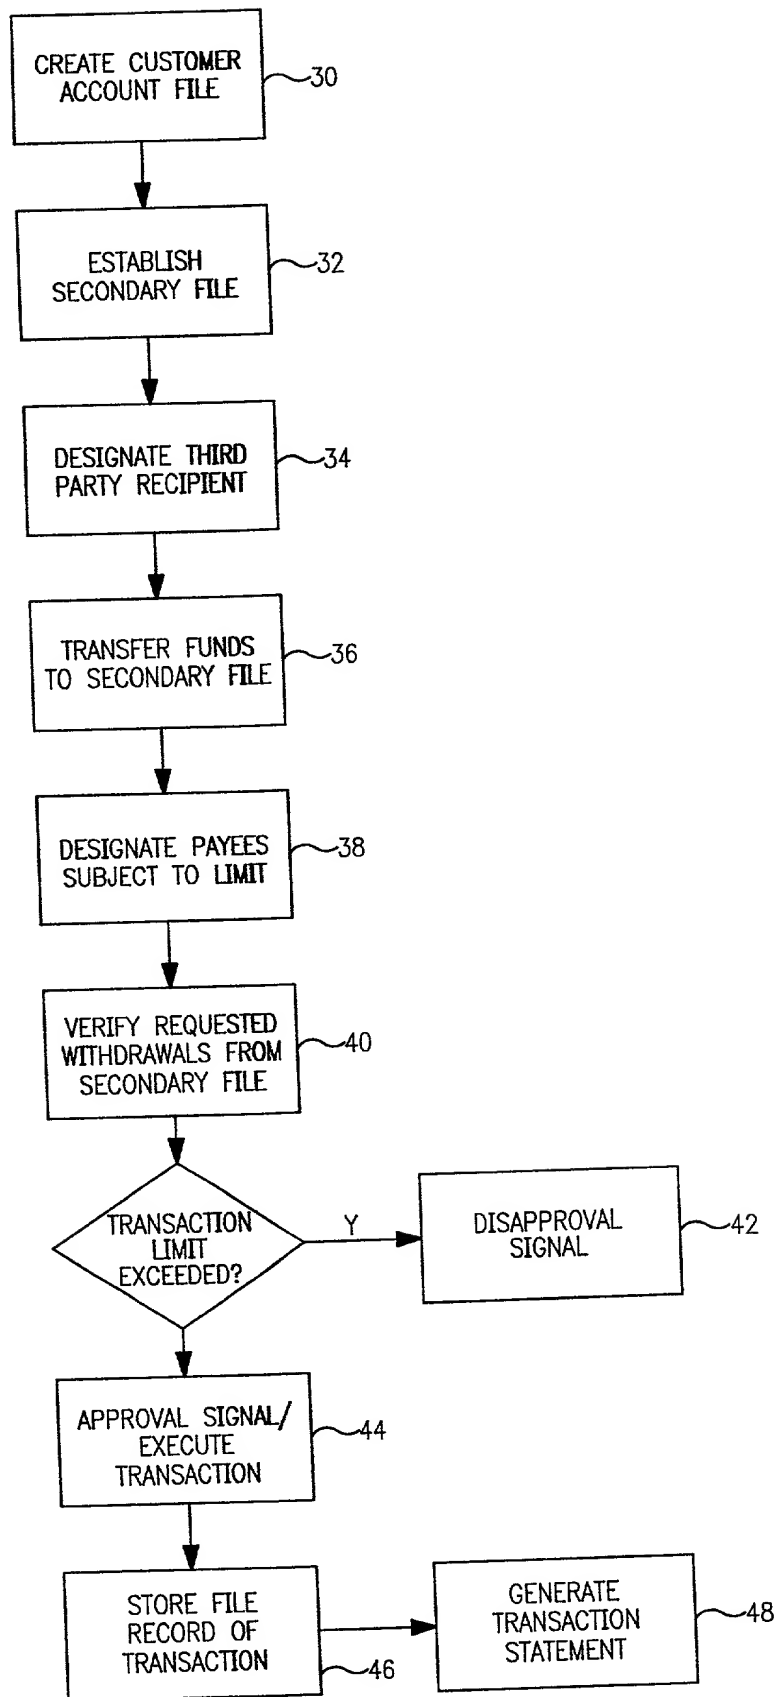 CREATE CUSTOMER
ACCOUNT FILE
30
ESTABLISH
SECONDARY FILE
32
DESIGNATE THIRD
PARTY RECIPIENT
34
TRANSFER FUNDS
TO SECONDARY FILE
36
DESIGNATE PAYEES
SUBJECT TO LIMIT
38
VERIFY REQUESTED
WITHDRAWALS FROM
SECONDARY FILE
40
TRANSACTION
LIMIT
EXCEEDED?
Y
DISAPPROVAL
SIGNAL
42
APPROVAL SIGNAL/
EXECUTE
TRANSACTION
44
STORE FILE
RECORD OF
TRANSACTION
46
GENERATE
TRANSACTION
STATEMENT
48